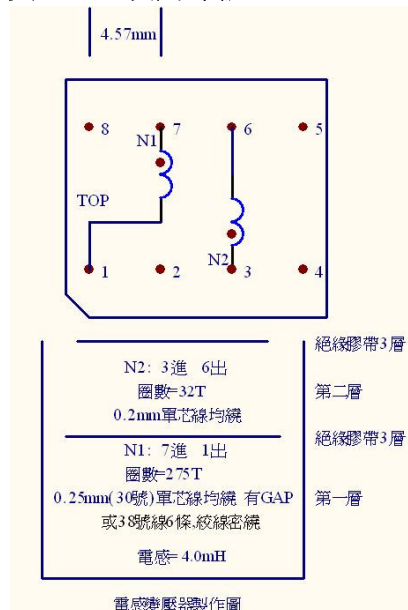 4.57mm
8 7 6 5
N1
TOP
N2
1 2 3 4
絕緣膠帶3層
N2: 3進 6出
圈數=32T
第二層
0.2mm單芯線均繞
絕緣膠帶3層
N1: 7進 1出
圈數=275T
0.25mm(30號)單芯線均繞 有GAP
第一層
或38號線6條,絞線密繞
電感=4.0mH
電感變壓器製作圖